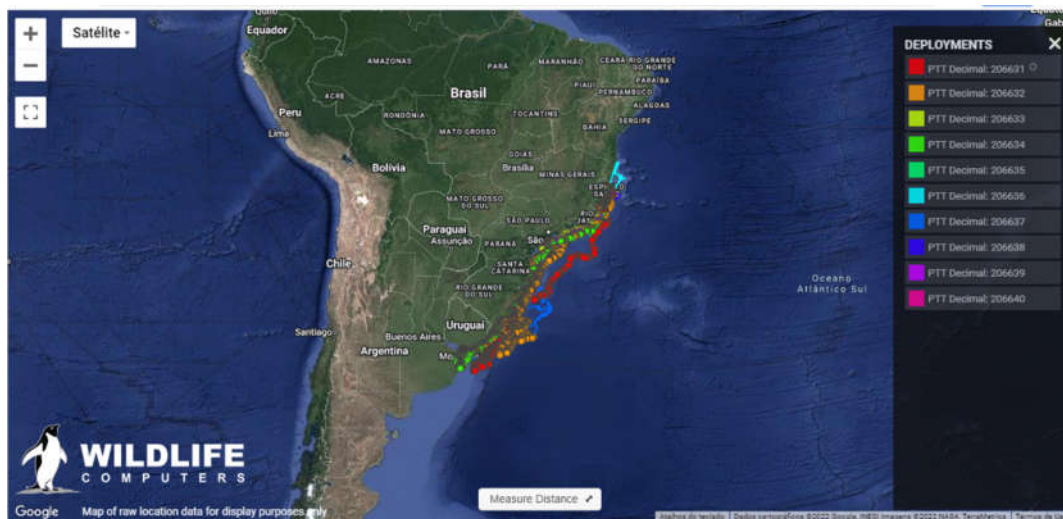 Quito
Equador
Equato
Gab
+
Satélite
−
DEPLOYMENTS
×
PTT Decimal: 206631
PTT Decimal: 206632
PTT Decimal: 206633
PTT Decimal: 206634
PTT Decimal: 206635
PTT Decimal: 206636
PTT Decimal: 206637
PTT Decimal: 206638
PTT Decimal: 206639
PTT Decimal: 206640
AMAZONAS
PARÁ
MARANHÃO
CEARÁ
RIO GRANDE
DO NORTE
PARAÍBA
PIAUÍ
PERNAMBUCO
ALAGOAS
SERGIPE
Brasil
ACRE
RONDÔNIA
TOCANTINS
BAHIA
Peru
Lima
MATO GROSSO
GOIÁS
Brasília
Bolívia
MINAS GERAIS
MATO GROSSO
DO SUL
SÃO PAULO
RIO
São
Paraguai
Assunção
PARANÁ
SANTA
CATARINA
RIO GRANDE
DO SUL
Chile
Oceano
Atlântico Sul
Santiago
Uruguai
Buenos Aires
Argentina
WILDLIFE
COMPUTERS
Measure Distance
Google
Map of raw location data for display purposes only